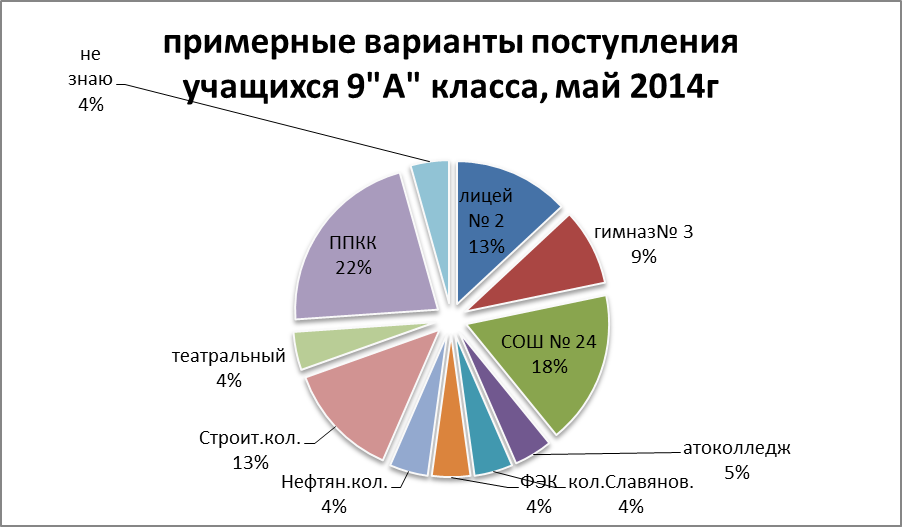 примерные варианты поступления
учащихся 9"А" класса, май 2014г
не
знаю
4%
лицей
№ 2
13%
гимназ№ 3
9%
СОШ № 24
18%
атоколледж
5%
кол.Славянов.
4%
ФЭК
4%
Нефтян.кол.
4%
Строит.кол.
13%
театральный
4%
ППКК
22%